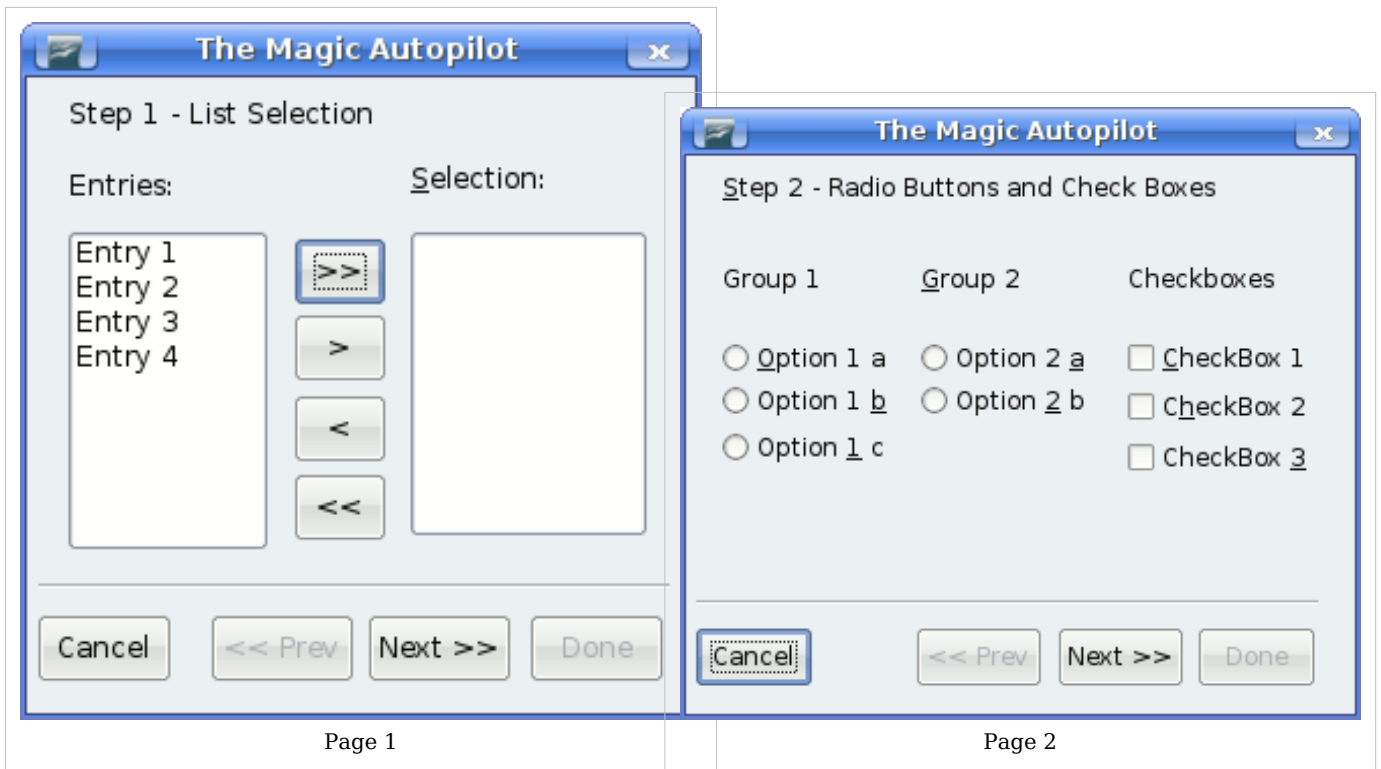 The Magic Autopilot
Step 1 - List Selection
Entries:
Selection:
Entry 1
Entry 2
Entry 3
Entry 4
>>
>
<
<<
Cancel
<< Prev
Next >>
Done
Page 1
The Magic Autopilot
Step 2 - Radio Buttons and Check Boxes
Group 1
Group 2
Checkboxes
Option 1 a
Option 2 a
CheckBox 1
Option 1 b
Option 2 b
CheckBox 2
Option 1 c
CheckBox 3
Cancel
<< Prev
Next >>
Done
Page 2